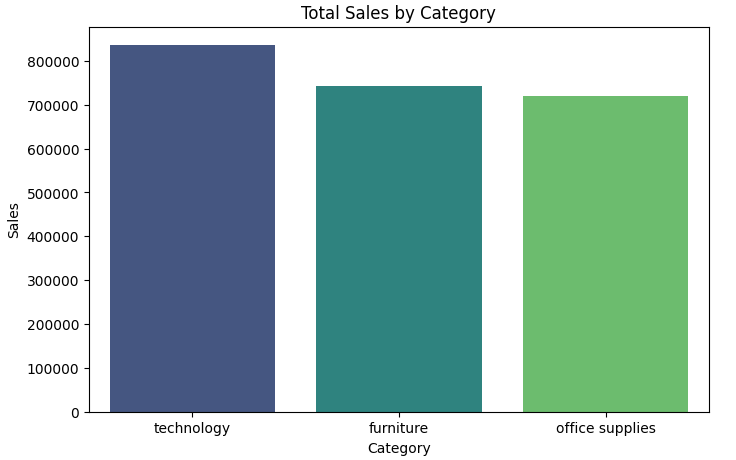 Total Sales by Category
800000
700000
600000
500000
400000
300000
200000
100000
0
Sales
technology
furniture
office supplies
Category